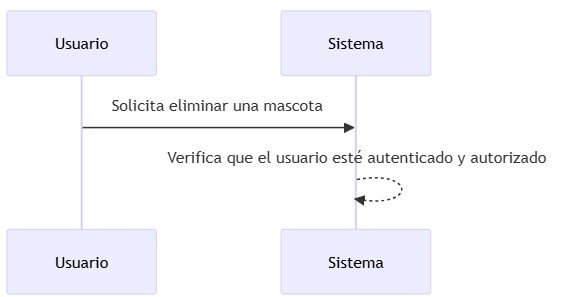 Usuario
Sistema
Solicita eliminar una mascota
Verifica que el usuario esté autenticado y autorizado
Usuario
Sistema